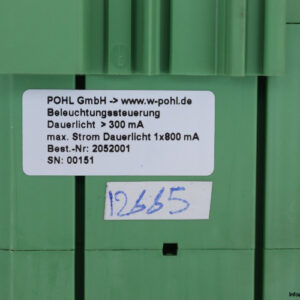 POHL GmbH -> www.w-pohl.de
Beleuchtungssteuerung
Dauerlicht > 300 mA
max. Strom Dauerlicht 1x800 mA
Best.-Nr: 2052001
SN: 00151
12665